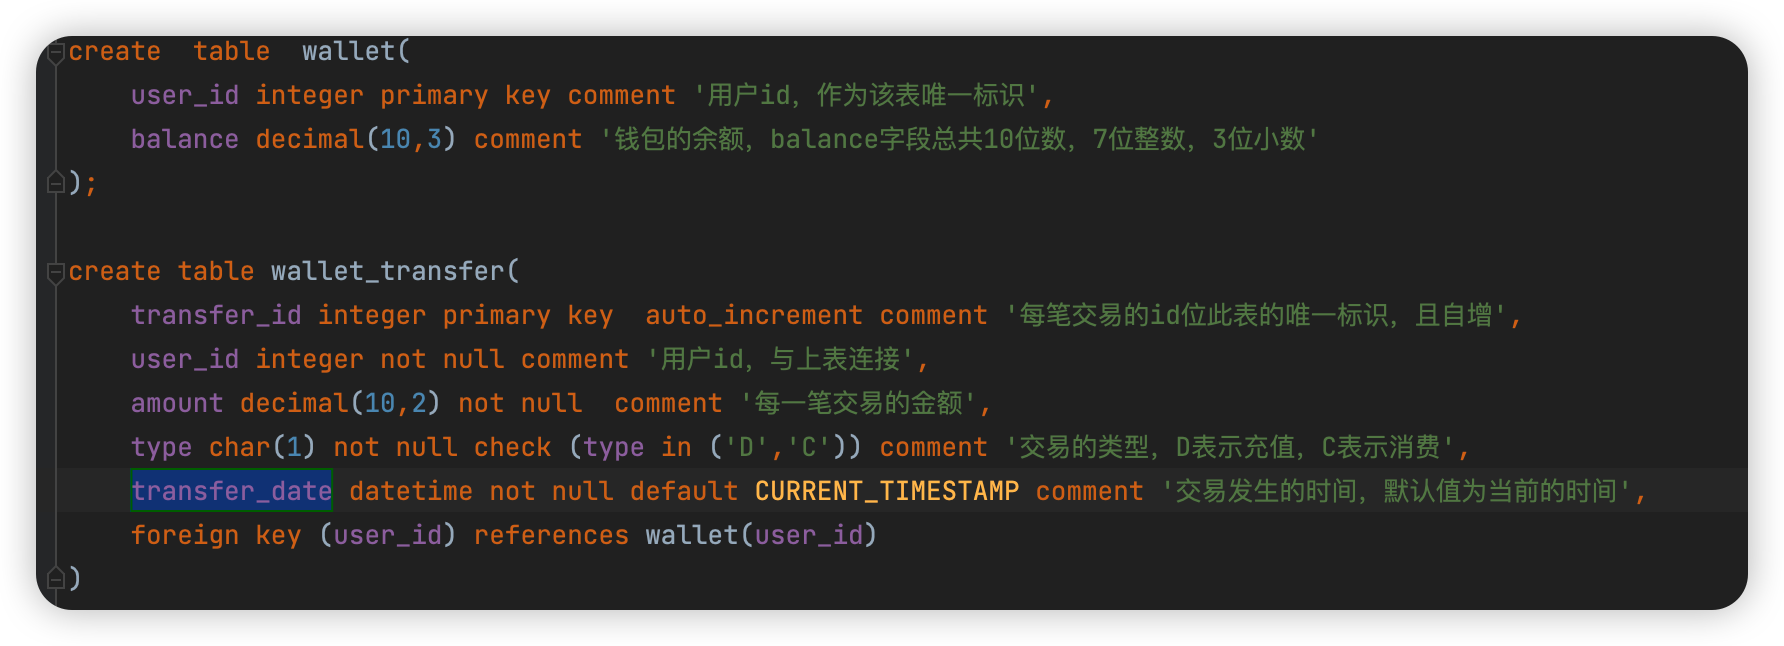 create  table  wallet(
    user_id integer primary key comment '用户id，作为该表唯一标识',
    balance decimal(10,3) comment '钱包的余额，balance字段总共10位数，7位整数，3位小数'
);
create table wallet_transfer(
    transfer_id integer primary key  auto_increment comment '每笔交易的id位此表的唯一标识，且自增',
    user_id integer not null comment '用户id，与上表连接',
    amount decimal(10,2) not null  comment '每一笔交易的金额',
    type char(1) not null check (type in ('D','C')) comment '交易的类型，D表示充值，C表示消费',
    transfer_date datetime not null default CURRENT_TIMESTAMP comment '交易发生的时间，默认值为当前的时间',
    foreign key (user_id) references wallet(user_id)
)